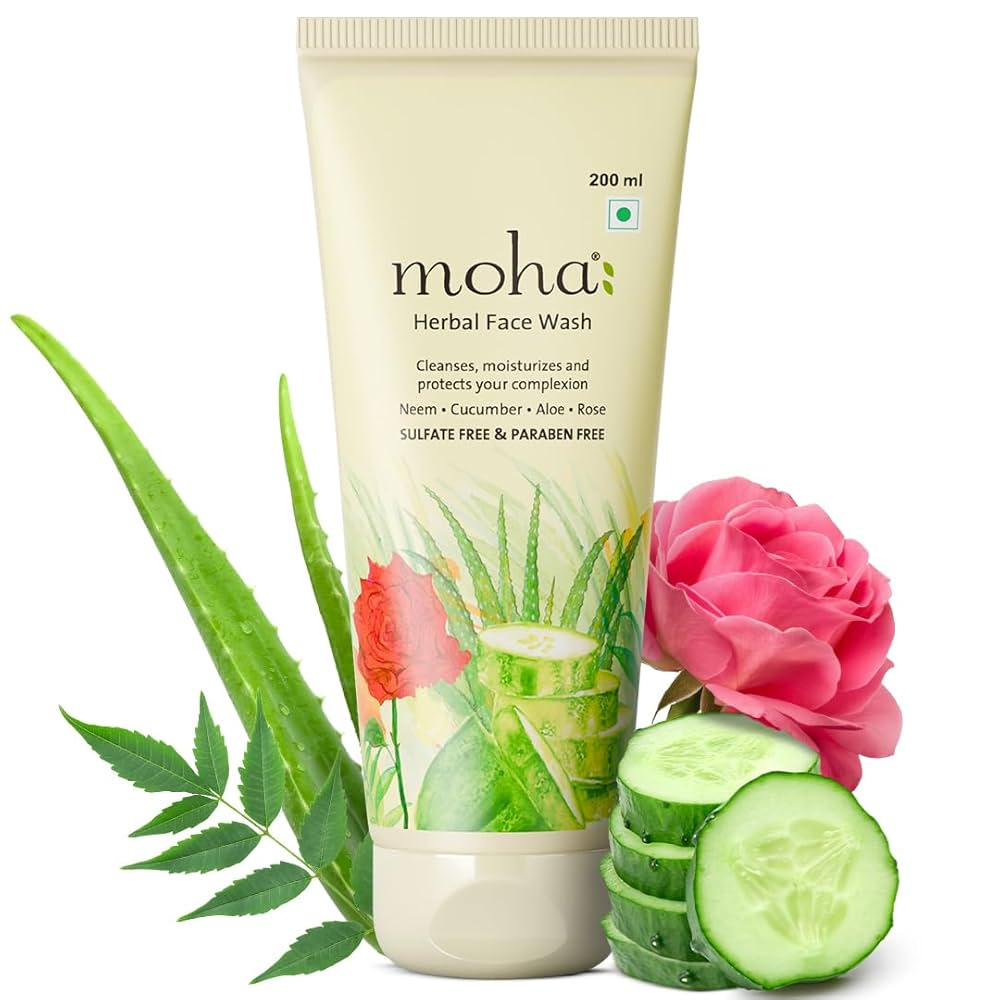 200 ml
moha®
Herbal Face Wash
Cleanses, moisturizes and
protects your complexion
Neem • Cucumber • Aloe • Rose
SULFATE FREE & PARABEN FREE